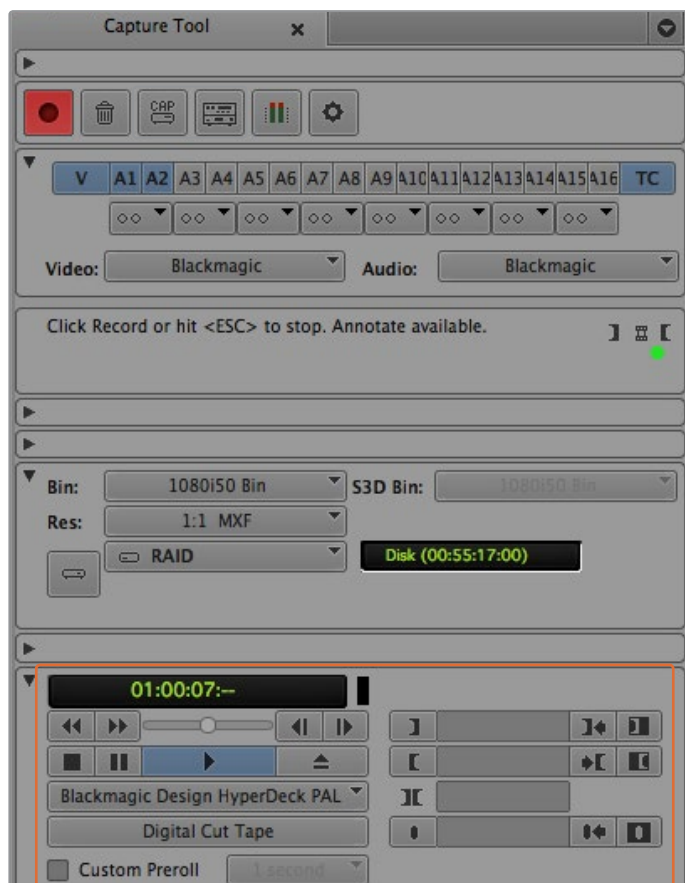 Capture Tool
CAP
V A1 A2 A3 A4 A5 A6 A7 A8 A9 A10 A11 A12 A13 A14 A15 A16 TC
Video: Blackmagic Audio: Blackmagic
Click Record or hit <ESC> to stop. Annotate available.
Bin: 1080i50 Bin S3D Bin: 1080i50 Bin
Res: 1:1 MXF
RAID Disk (00:55:17:00)
01:00:07:--
Blackmagic Design HyperDeck PAL
Digital Cut Tape
Custom Preroll 1 second